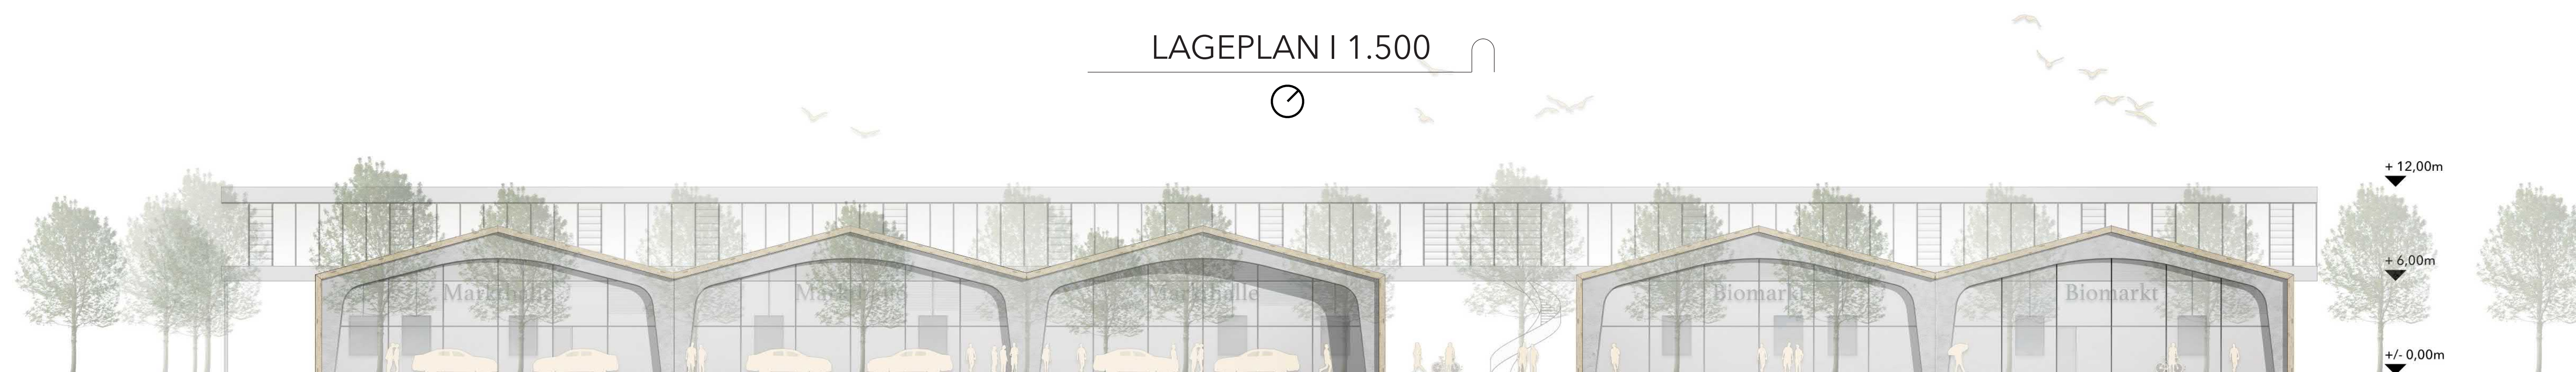 LAGEPLAN I 1.500
+ 12,00m
+ 6,00m
Markthalle
Markthalle
Markthalle
Biomarkt
Biomarkt
+/- 0,00m